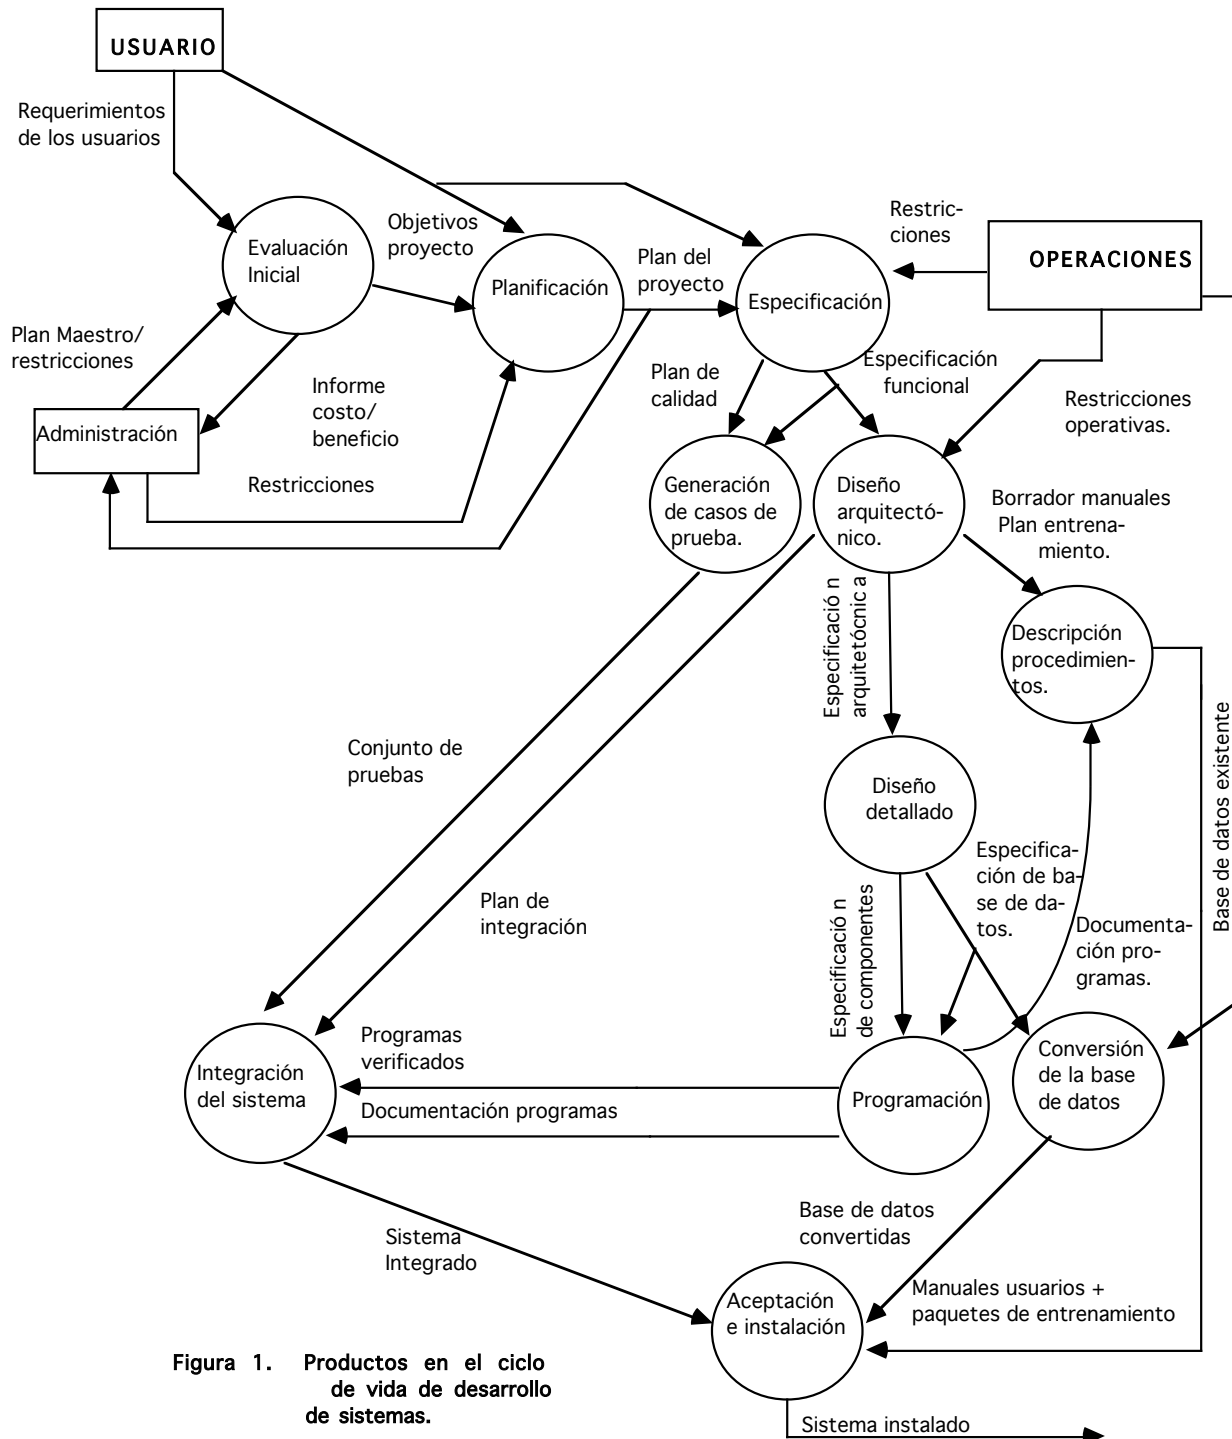 USUARIO
Requerimientos
de los usuarios
Evaluación
Inicial
Objetivos
proyecto
Planificación
Plan del
proyecto
Especificación
Restric-
ciones
OPERACIONES
Plan Maestro/
restricciones
Administración
Informe
costo/
beneficio
Restricciones
Plan de
calidad
Especificación
funcional
Restricciones
operativas.
Generación
de casos de
prueba.
Diseño
arquitectó-
nico.
Borrador manuales
Plan entrena-
miento.
Especificació n
arquitetócnic a
Descripción
procedimien-
tos.
Conjunto de
pruebas
Diseño
detallado
Base de datos existente
Plan de
integración
Especificació n
de componentes
Especifica-
ción de ba-
se de da-
tos.
Documenta-
ción pro-
gramas.
Programas
verificados
Integración
del sistema
Documentación programas
Programación
Conversión
de la base
de datos
Sistema
Integrado
Base de datos
convertidas
Aceptación
e instalación
Manuales usuarios +
paquetes de entrenamiento
Figura 1. Productos en el ciclo
de vida de desarrollo
de sistemas.
Sistema instalado